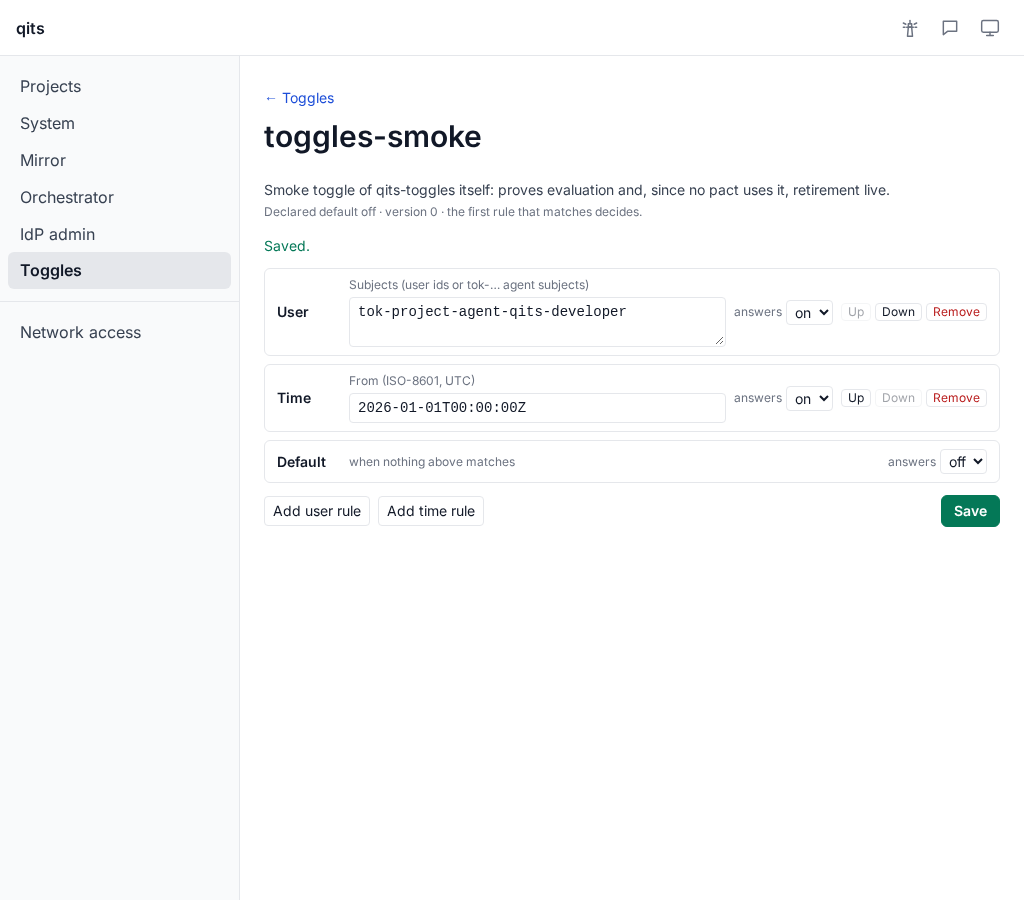 qits
Projects
System
Mirror
Orchestrator
IdP admin
Toggles
Network access
← Toggles
toggles-smoke
Smoke toggle of qits-toggles itself: proves evaluation and, since no pact uses it, retirement live.
Declared default off · version 0 · the first rule that matches decides.
Saved.
Subjects (user ids or tok-… agent subjects)
User
tok-project-agent-qits-developer
answers on Up Down Remove
From (ISO-8601, UTC)
Time
2026-01-01T00:00:00Z
answers on Up Down Remove
Default when nothing above matches answers off
Add user rule Add time rule Save